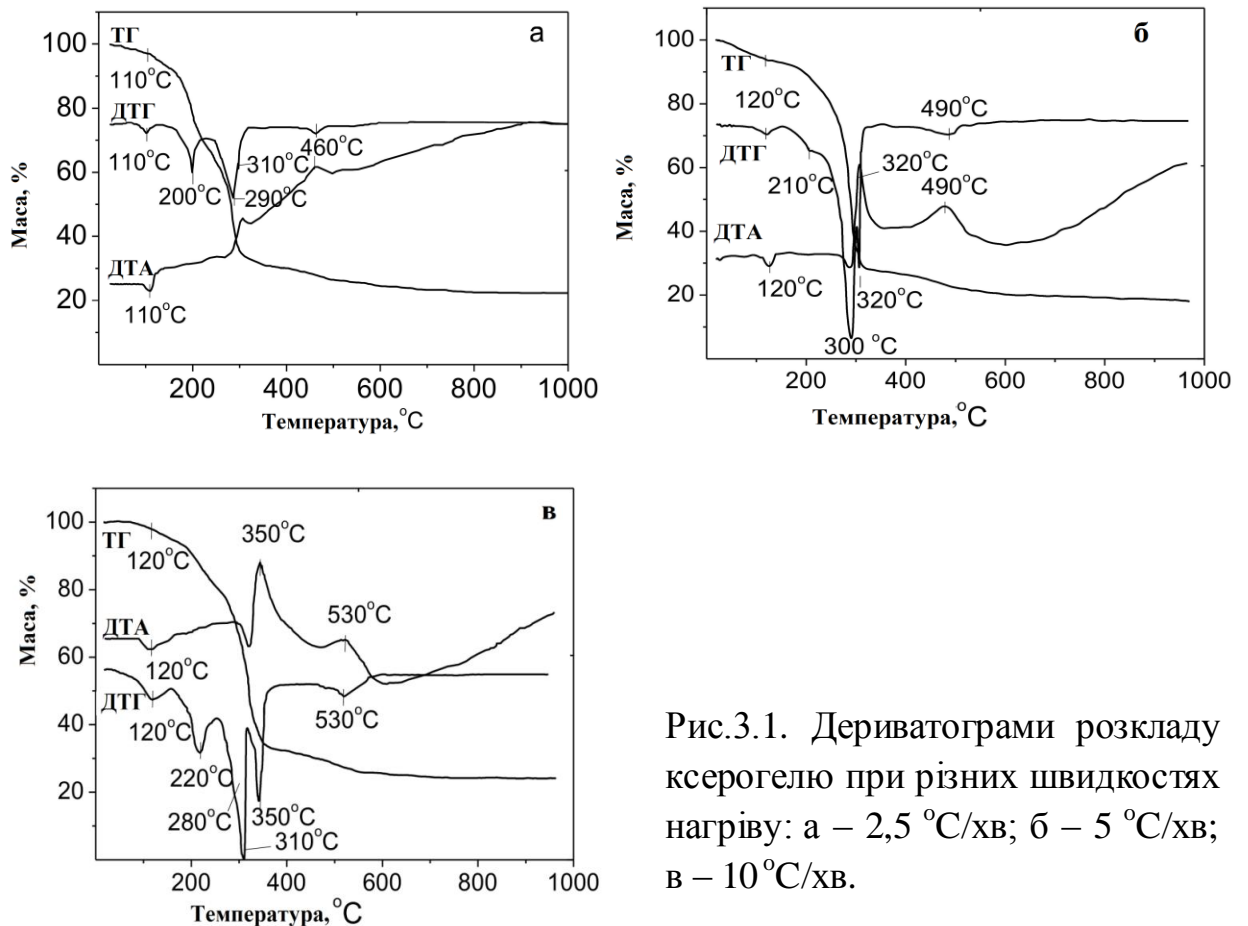 а
ТГ
100
110°C
80
ДТГ
110°C
310°C
460°C
60
200°C
290°C
40
ДТА
20
110°C
Маса, %
200 400 600 800 1000
Температура,°C
б
100
ТГ
120°C
490°C
80
ДТГ
320°C
60
210°C
490°C
40
ДТА
120°C
20
320°C
300 °C
Маса, %
200 400 600 800 1000
Температура,°C
в
100
ТГ
120°C
350°C
80
ДТА
530°C
60
120°C
ДТГ
40
120°C
530°C
220°C
20
280°C
350°C
310°C
Маса, %
200 400 600 800 1000
Температура,°C
Рис.3.1. Дериватограми розкладу
ксерогелю при різних швидкостях
нагріву: а – 2,5 °С/хв; б – 5 °С/хв;
в – 10 °С/хв.